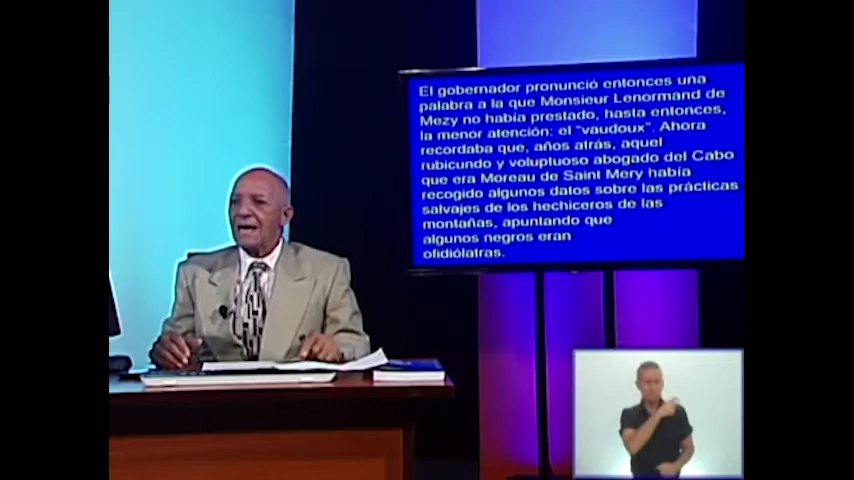 El gobernador pronunció entonces una
palabra a la que Monsieur Lenormand de
Mezy no había prestado, hasta entonces,
la menor atención: el "vaudoux". Ahora
recordaba que, años atrás, aquel
rubicundo y voluptuoso abogado del Cabo
que era Moreau de Saint Mery había
recogido algunos datos sobre las prácticas
salvajes de los hechiceros de las
montañas, apuntando que
algunos negros eran
ofidiólatras.